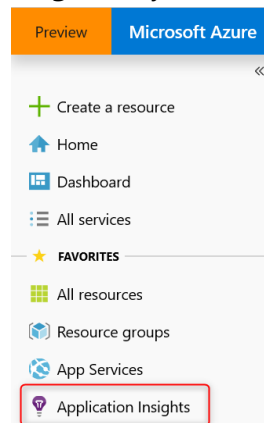 Preview Microsoft Azure
«
Create a resource
Home
Dashboard
All services
FAVORITES
All resources
Resource groups
App Services
Application Insights